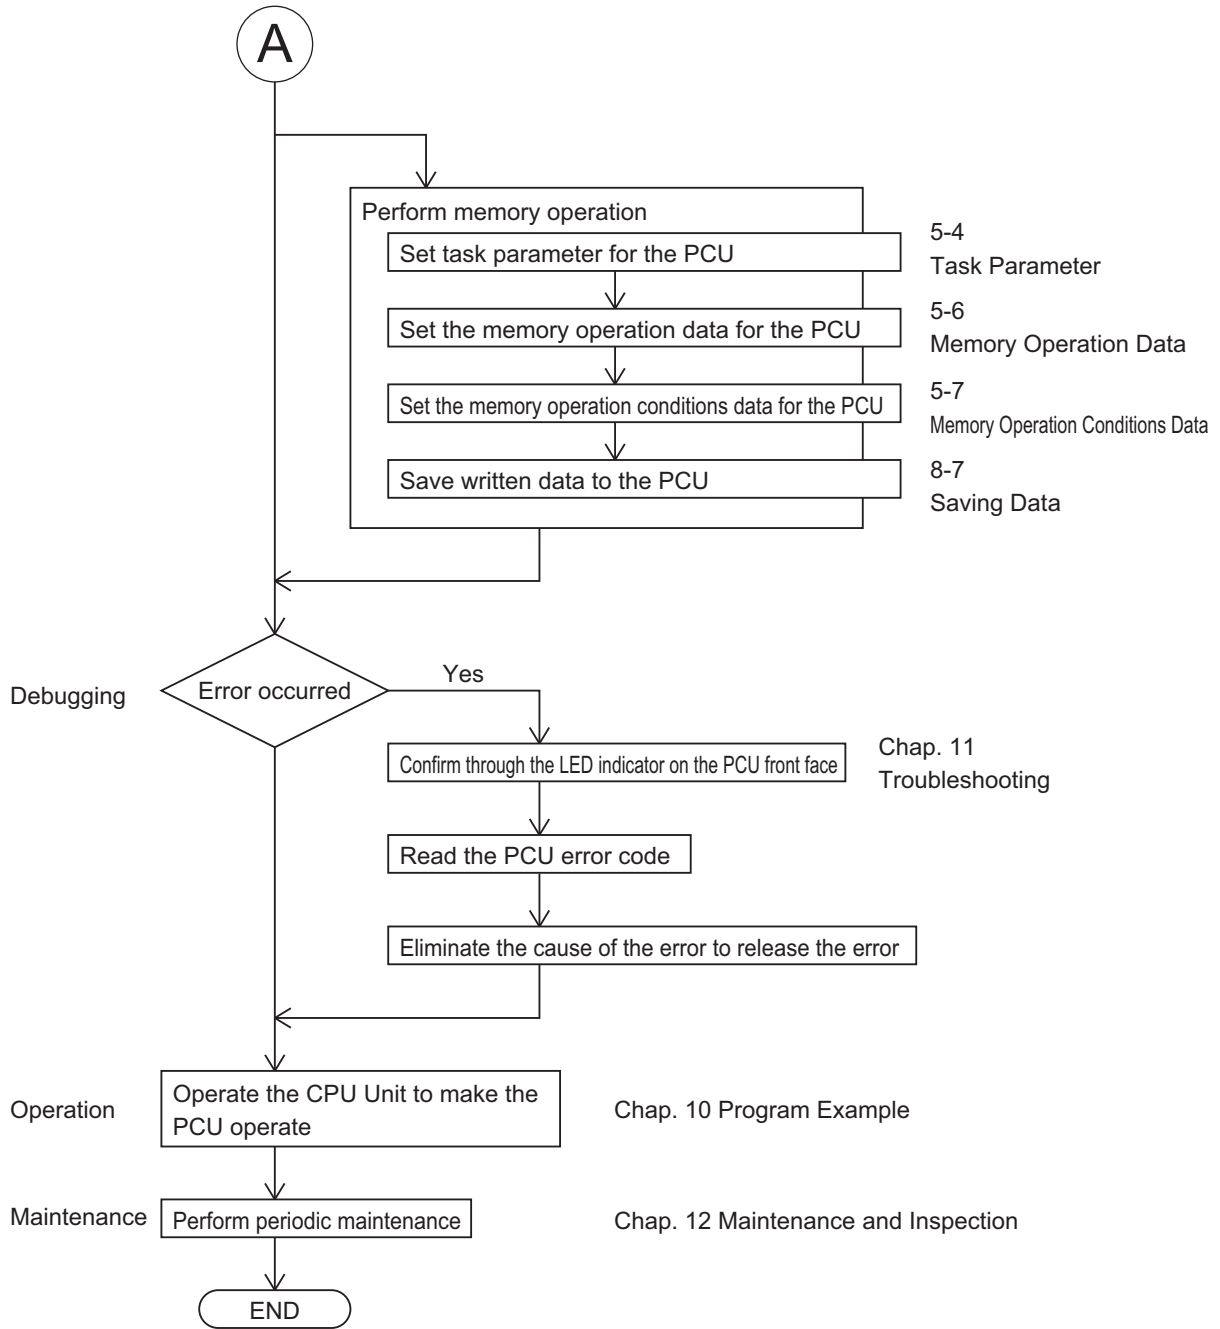 A
Perform memory operation
Set task parameter for the PCU
5-4
Task Parameter
Set the memory operation data for the PCU
5-6
Memory Operation Data
Set the memory operation conditions data for the PCU
5-7
Memory Operation Conditions Data
Save written data to the PCU
8-7
Saving Data
Debugging
Error occurred
Yes
Confirm through the LED indicator on the PCU front face
Chap. 11
Troubleshooting
Read the PCU error code
Eliminate the cause of the error to release the error
Operation
Operate the CPU Unit to make the
PCU operate
Chap. 10 Program Example
Maintenance
Perform periodic maintenance
Chap. 12 Maintenance and Inspection
END